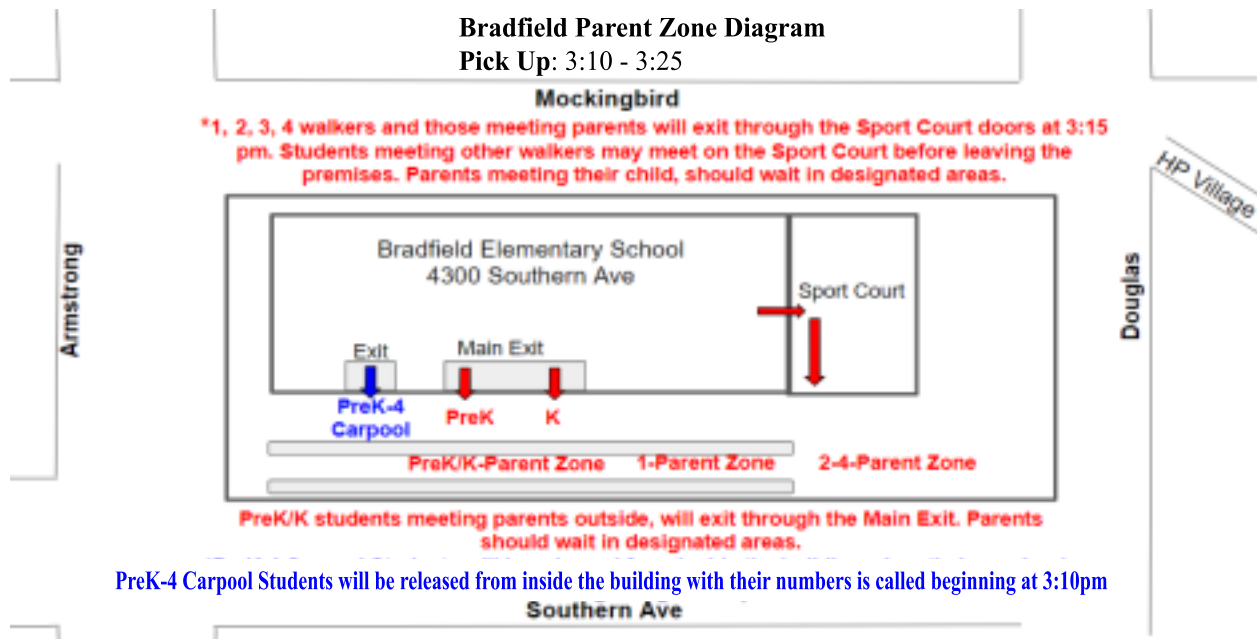 Bradfield Parent Zone Diagram
Pick Up: 3:10 - 3:25
Mockingbird
*1, 2, 3, 4 walkers and those meeting parents will exit through the Sport Court doors at 3:15
pm. Students meeting other walkers may meet on the Sport Court before leaving the
premises. Parents meeting their child, should wait in designated areas.
HP Village
Armstrong
Douglas
Bradfield Elementary School
4300 Southern Ave
Sport Court
Exit
Main Exit
PreK-4
Carpool
PreK
K
PreK/K-Parent Zone
1-Parent Zone
2-4-Parent Zone
PreK/K students meeting parents outside, will exit through the Main Exit. Parents
should wait in designated areas.
PreK-4 Carpool Students will be released from inside the building with their numbers is called beginning at 3:10pm
Southern Ave